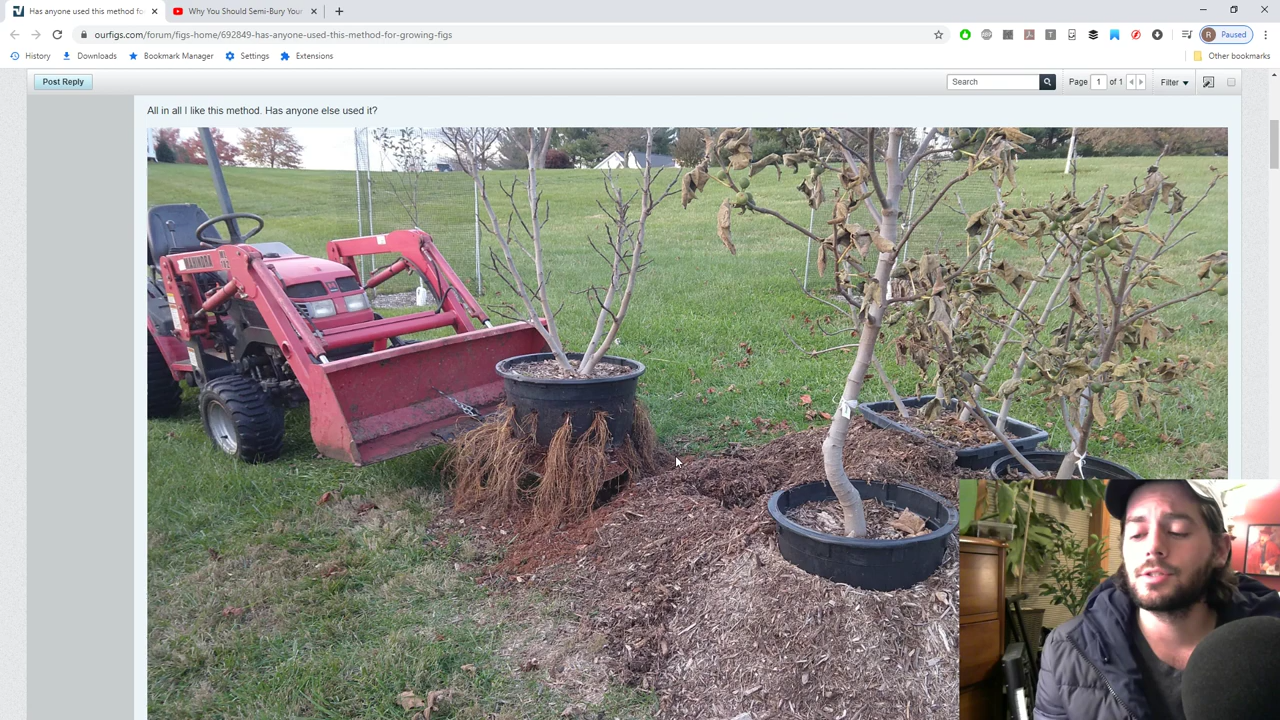 Has anyone used this method fo
Why You Should Semi-Bury Your
ourfigs.com/forum/figs-home/692849-has-anyone-used-this-method-for-growing-figs
R Paused
History Downloads Bookmark Manager Settings Extensions Other bookmarks
Post Reply Search Page 1 of 1 Filter
All in all I like this method. Has anyone else used it?
MAHINDRA